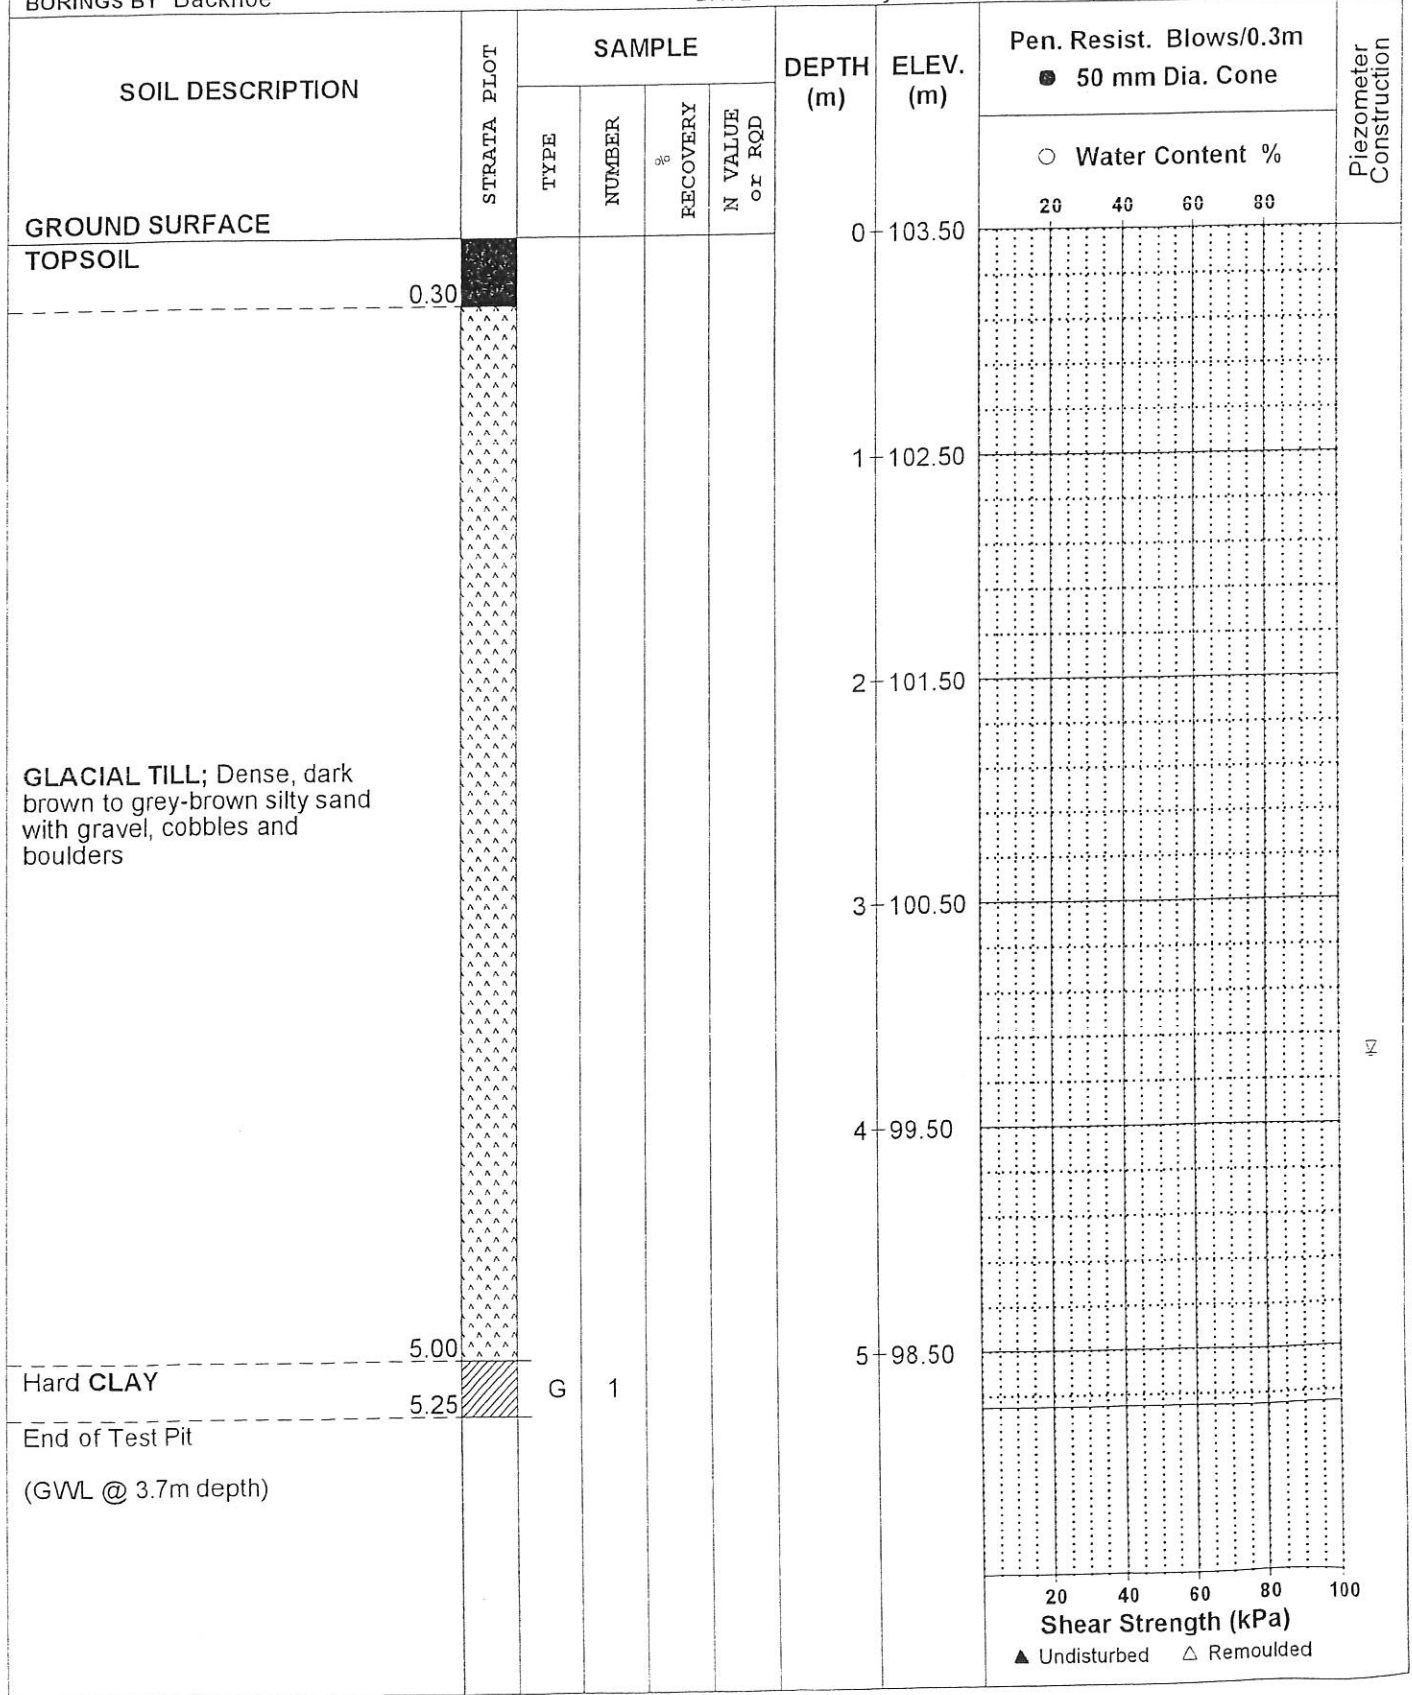 BORINGS BY Backhoe
SOIL DESCRIPTION
STRATA PLOT
SAMPLE
TYPE
NUMBER
% RECOVERY
N VALUE or RQD
DEPTH (m)
ELEV. (m)
Pen. Resist. Blows/0.3m
● 50 mm Dia. Cone
○ Water Content %
20 40 60 80
Piezometer Construction
GROUND SURFACE
0 103.50
TOPSOIL
0.30
1 102.50
2 101.50
GLACIAL TILL; Dense, dark
brown to grey-brown silty sand
with gravel, cobbles and
boulders
3 100.50
4 99.50
5.00
5 98.50
Hard CLAY
G 1
5.25
End of Test Pit
(GWL @ 3.7m depth)
20 40 60 80 100
Shear Strength (kPa)
▲ Undisturbed △ Remoulded